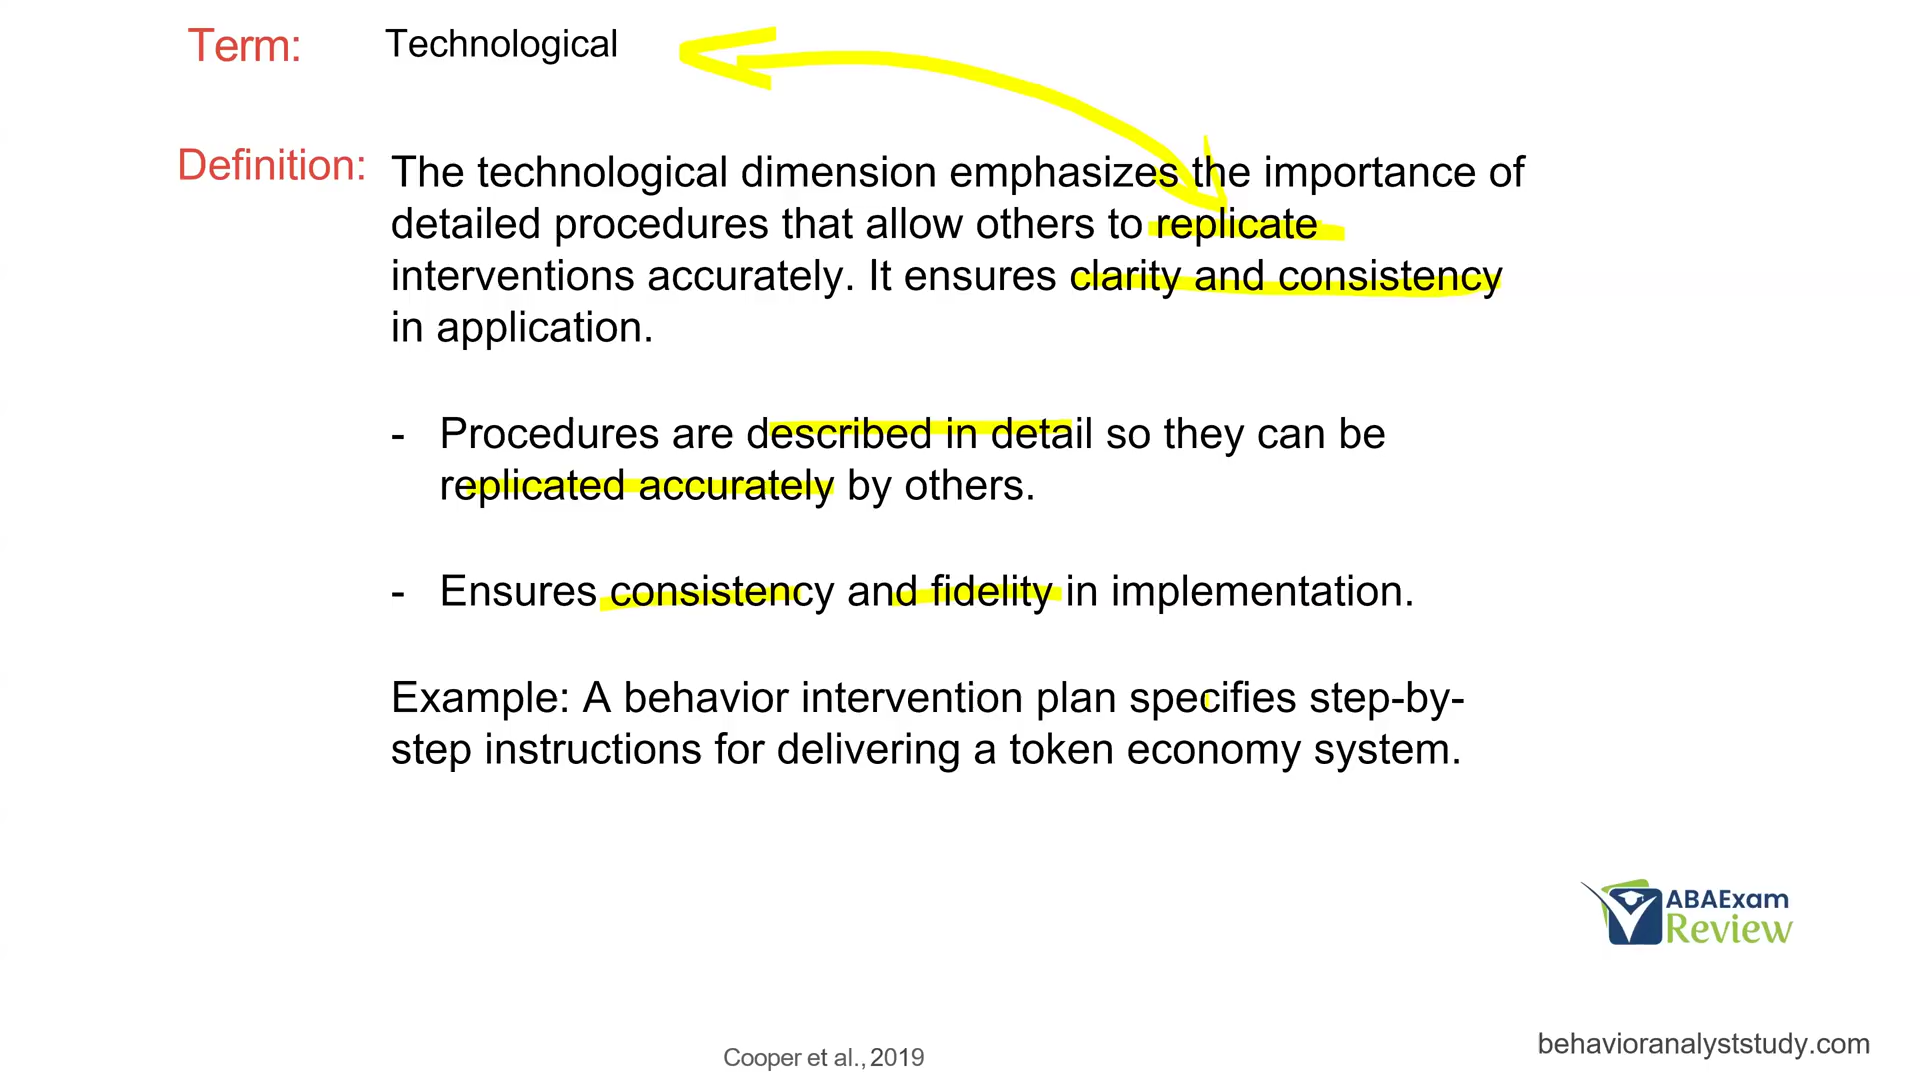 Term: Technological
Definition: The technological dimension emphasizes the importance of
detailed procedures that allow others to replicate
interventions accurately. It ensures clarity and consistency
in application.
- Procedures are described in detail so they can be
replicated accurately by others.
- Ensures consistency and fidelity in implementation.
Example: A behavior intervention plan specifies step-by-
step instructions for delivering a token economy system.
ABAExam
Review
Cooper et al., 2019
behavioranalyststudy.com